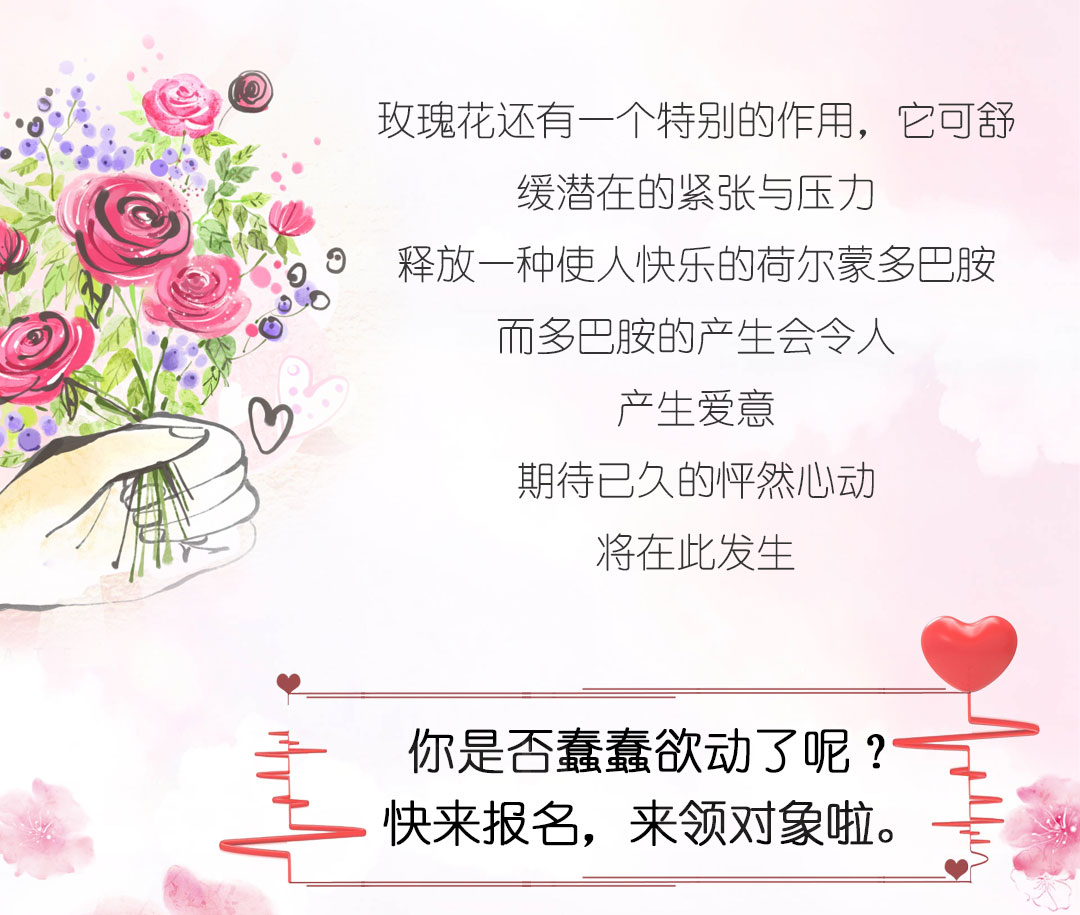 玫瑰花还有一个特别的作用，它可舒
缓潜在的紧张与压力
释放一种使人快乐的荷尔蒙多巴胺
而多巴胺的产生会令人
产生爱意
期待已久的怦然心动
将在此发生
你是否蠢蠢欲动了呢？
快来报名，来领对象啦。